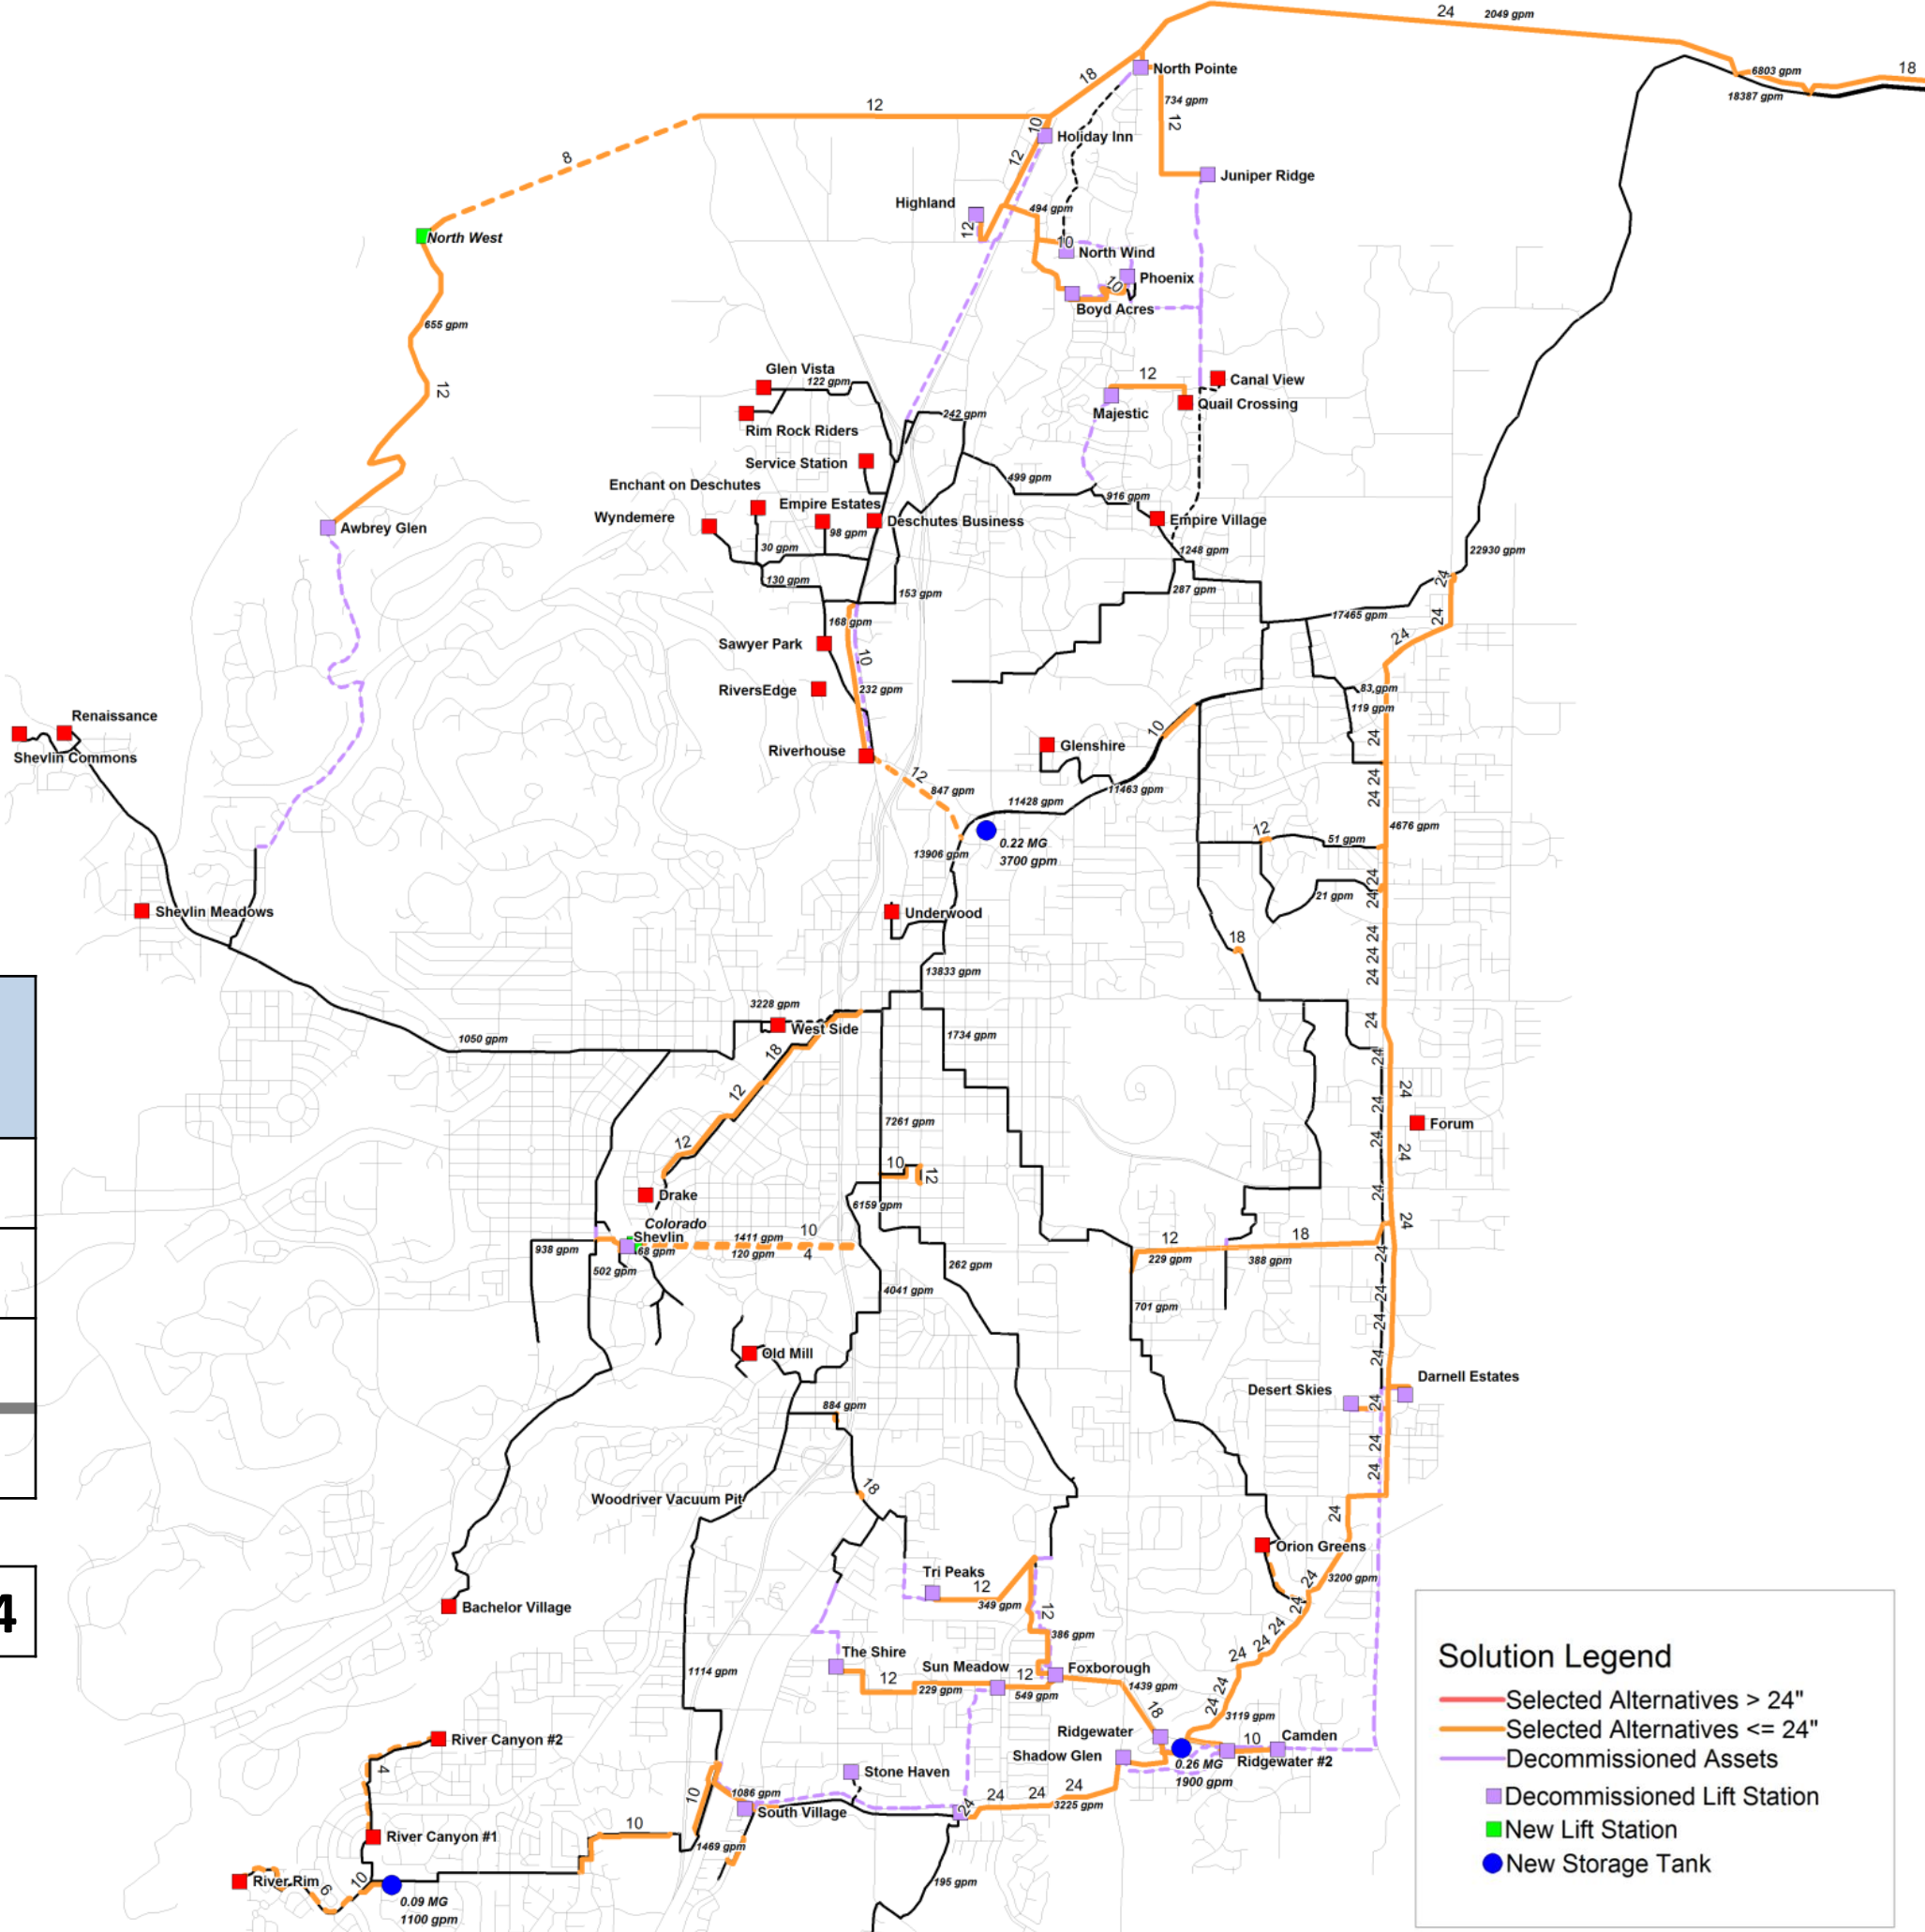 24
2049 gpm
North Pointe
6803 gpm
18
18387 gpm
18
734 gpm
12
12
10
Holiday Inn
12
8
Juniper Ridge
Highland
494 gpm
12
10
North West
North Wind
Phoenix
10
Boyd Acres
655 gpm
12
Glen Vista
122 gpm
12
Canal View
Quail Crossing
Majestic
242 gpm
Rim Rock Riders
Service Station
499 gpm
Enchant on Deschutes
916 gpm
Empire Estates
Wyndemere
Deschutes Business
Empire Village
Awbrey Glen
98 gpm
30 gpm
1248 gpm
22930 gpm
130 gpm
153 gpm
287 gpm
24
17465 gpm
24
168 gpm
24
Sawyer Park
10
RiversEdge
232 gpm
83 gpm
119 gpm
Renaissance
10
24
Riverhouse
Glenshire
Shevlin Commons
12
847 gpm
11463 gpm
24
24
11428 gpm
4676 gpm
12
0.22 MG
3700 gpm
51 gpm
13906 gpm
24
24
21 gpm
Shevlin Meadows
Underwood
18
24
24
24
13833 gpm
3228 gpm
West Side
24
1050 gpm
1734 gpm
18
24
12
24
24
7261 gpm
Forum
12
24
24
10
12
Drake
24
6159 gpm
24
Colorado
Shevlin
10
1411 gpm
12
18
938 gpm
68 gpm
120 gpm
4
24
229 gpm
388 gpm
502 gpm
262 gpm
4041 gpm
24
701 gpm
24
Old Mill
24
Darnell Estates
Desert Skies
884 gpm
24
24
24
18
Woodriver Vacuum Pit
24
Orion Greens
Tri Peaks
24
3200 gpm
12
349 gpm
24
Bachelor Village
12
4
24
386 gpm
24
The Shire
24
Sun Meadow
12
Foxborough
1114 gpm
12
229 gpm
549 gpm
1439 gpm
24
24
18
3119 gpm
River Canyon #2
Ridgewater
10
Camden
Shadow Glen
0.26 MG
Ridgewater #2
4
Stone Haven
1900 gpm
10
1086 gpm
24
24
24
South Village
24
3225 gpm
10
River Canyon #1
1469 gpm
River Rim
10
6
195 gpm
0.09 MG
1100 gpm
Solution Legend
Selected Alternatives > 24"
Selected Alternatives <= 24"
Decommissioned Assets
Decommissioned Lift Station
New Lift Station
New Storage Tank